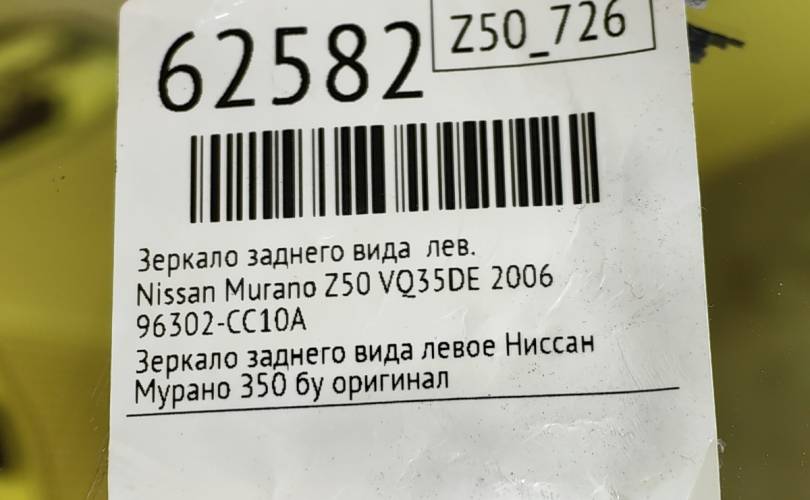 62582
Z50_726
Зеркало заднего вида лев.
Nissan Murano Z50 VQ35DE 2006
96302-CC10A
Зеркало заднего вида левое Ниссан
Мурано З50 бу оригинал